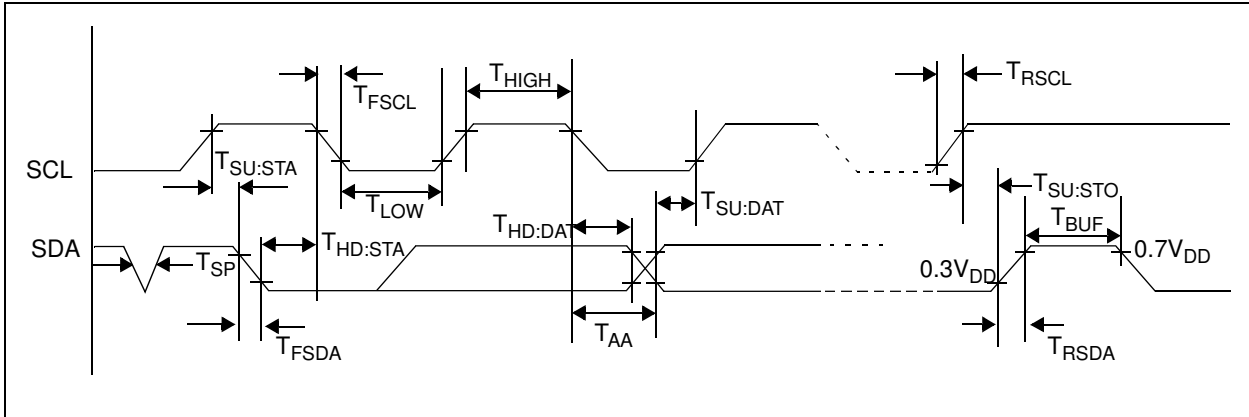 T_HIGH
T_RSCL
T_FSCL
SCL
T_SU:STA
T_LOW
T_SU:DAT
T_SU:STO
T_HD:DAT
T_BUF
SDA
T_SP
T_HD:STA
0.3V_DD
0.7V_DD
T_FSDA
T_AA
T_RSDA